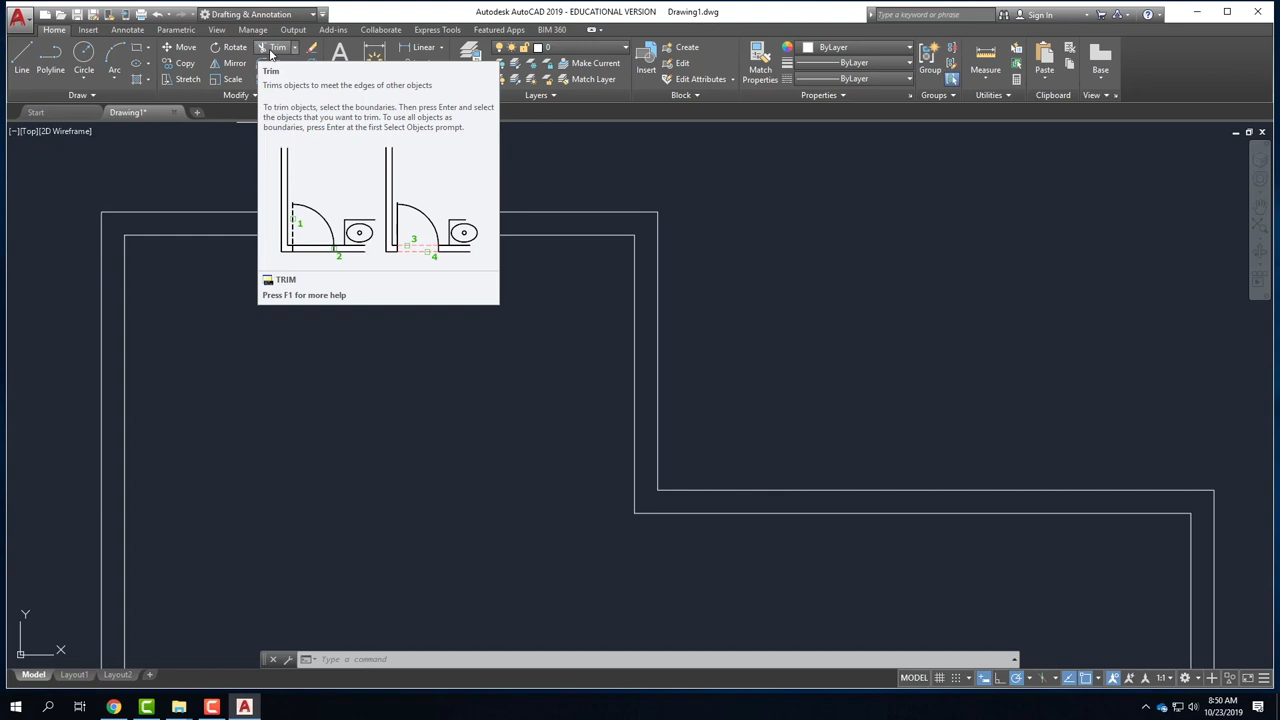 Drafting & Annotation
Autodesk AutoCAD 2019 - EDUCATIONAL VERSION Drawing1.dwg
Type a keyword or phrase
Sign In
Home Insert Annotate Parametric View Manage Output Add-ins Collaborate Express Tools Featured Apps BIM 360
Line Polyline Circle Arc
Move Rotate Trim
Copy Mirror
Stretch
Linear
0
Make Current
Match Layer
Insert
Create
Edit
Edit Attributes
Match Properties
ByLayer
ByLayer
ByLayer
Group
Measure
Paste
Base
Draw Modify Layers Block Properties Groups Utilities Clipboard View
Start Drawing1*
[−][Top][2D Wireframe]
Trim
Trims objects to meet the edges of other objects
To trim objects, select the boundaries. Then press Enter and select
the objects that you want to trim. To use all objects as
boundaries, press Enter at the first Select Objects prompt.
1
2
3
4
TRIM
Press F1 for more help
Y
X
Type a command
Model Layout1 Layout2
MODEL
1:1
8:50 AM
10/23/2019